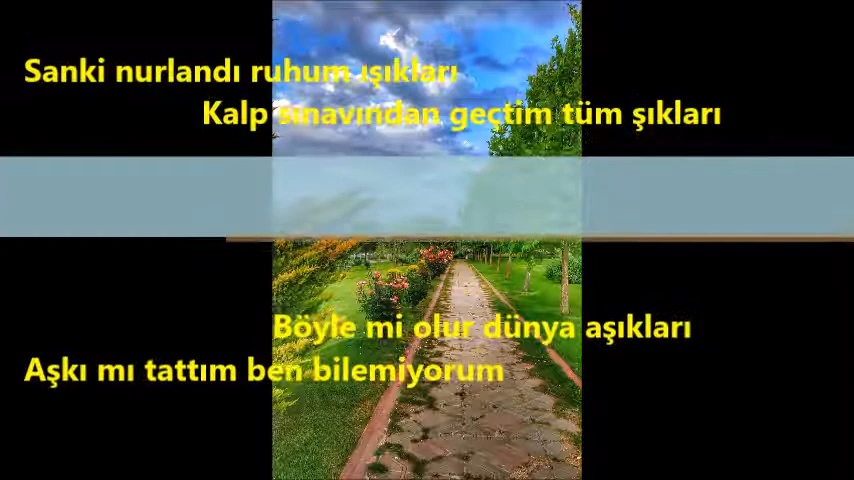 Sanki nurlandı ruhum ışıkları
Kalp sınavından geçtim tüm şıkları
Böyle mi olur dünya aşıkları
Aşkı mı tattım ben bilemiyorum